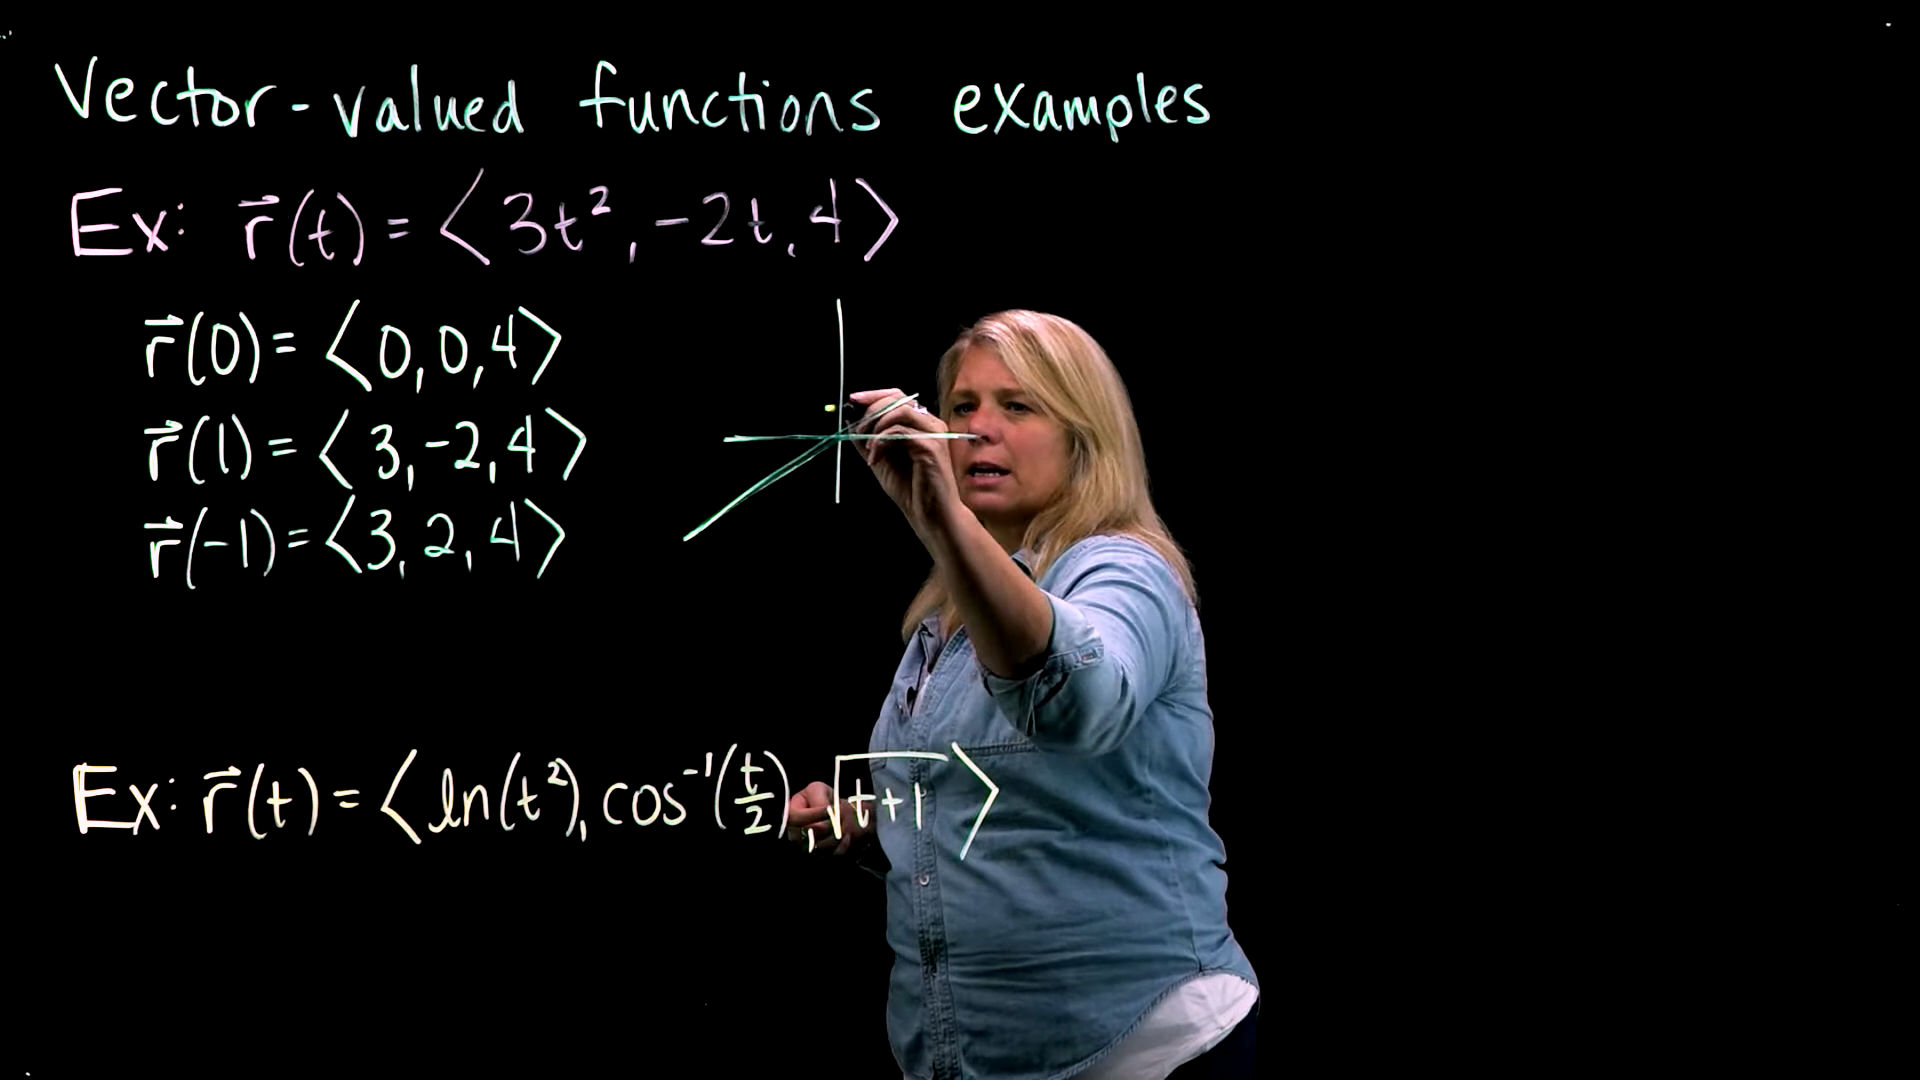 Vector-valued functions examples
Ex: r⃗(t) = ⟨3t², -2t, 4⟩
r⃗(0) = ⟨0, 0, 4⟩
r⃗(1) = ⟨3, -2, 4⟩
r⃗(-1) = ⟨3, 2, 4⟩
Ex: r⃗(t) = ⟨ln(t²), cos⁻¹(t/2), √(t+1)⟩